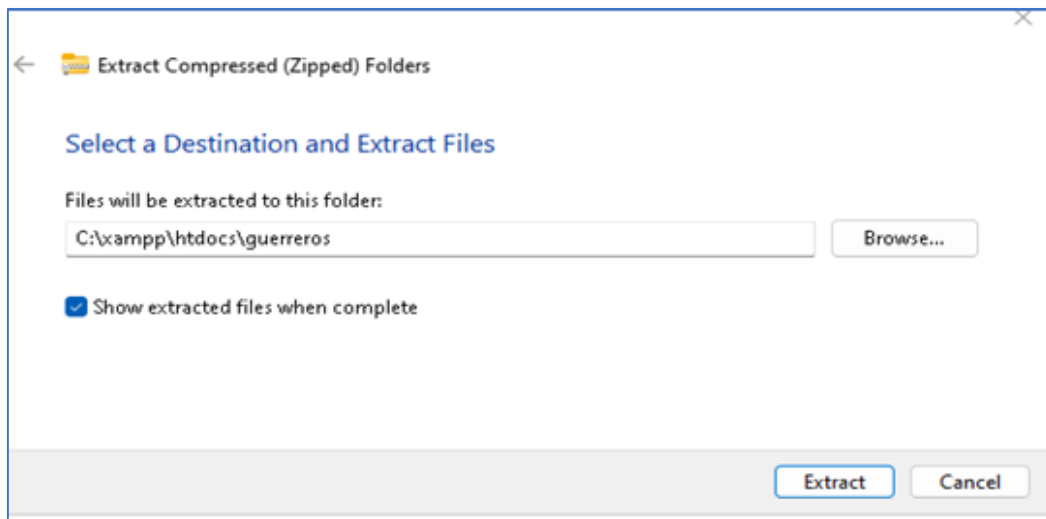 Extract Compressed (Zipped) Folders
Select a Destination and Extract Files
Files will be extracted to this folder:
C:\xampp\htdocs\guerreros
Browse...
Show extracted files when complete
Extract
Cancel